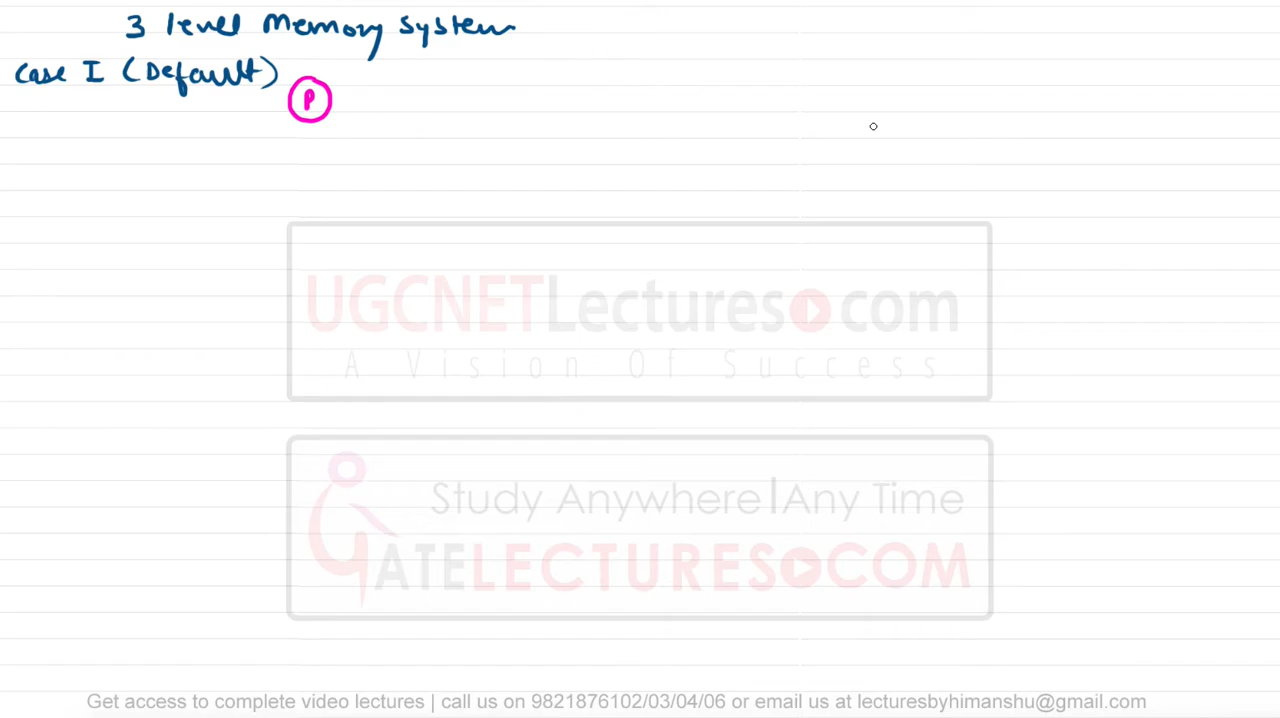 3 level Memory System
Case I (Default)
P
UGCNETLectures.com
A Vision Of Success
Study Anywhere|Any Time
GATELECTURES.COM
Get access to complete video lectures | call us on 9821876102/03/04/06 or email us at lecturesbyhimanshu@gmail.com